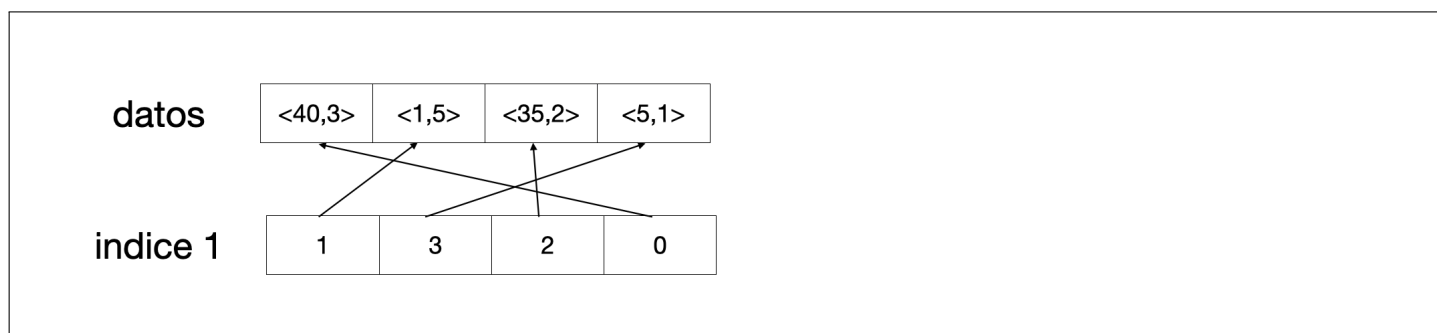 datos <40,3> <1,5> <35,2> <5,1>
indice 1 1 3 2 0